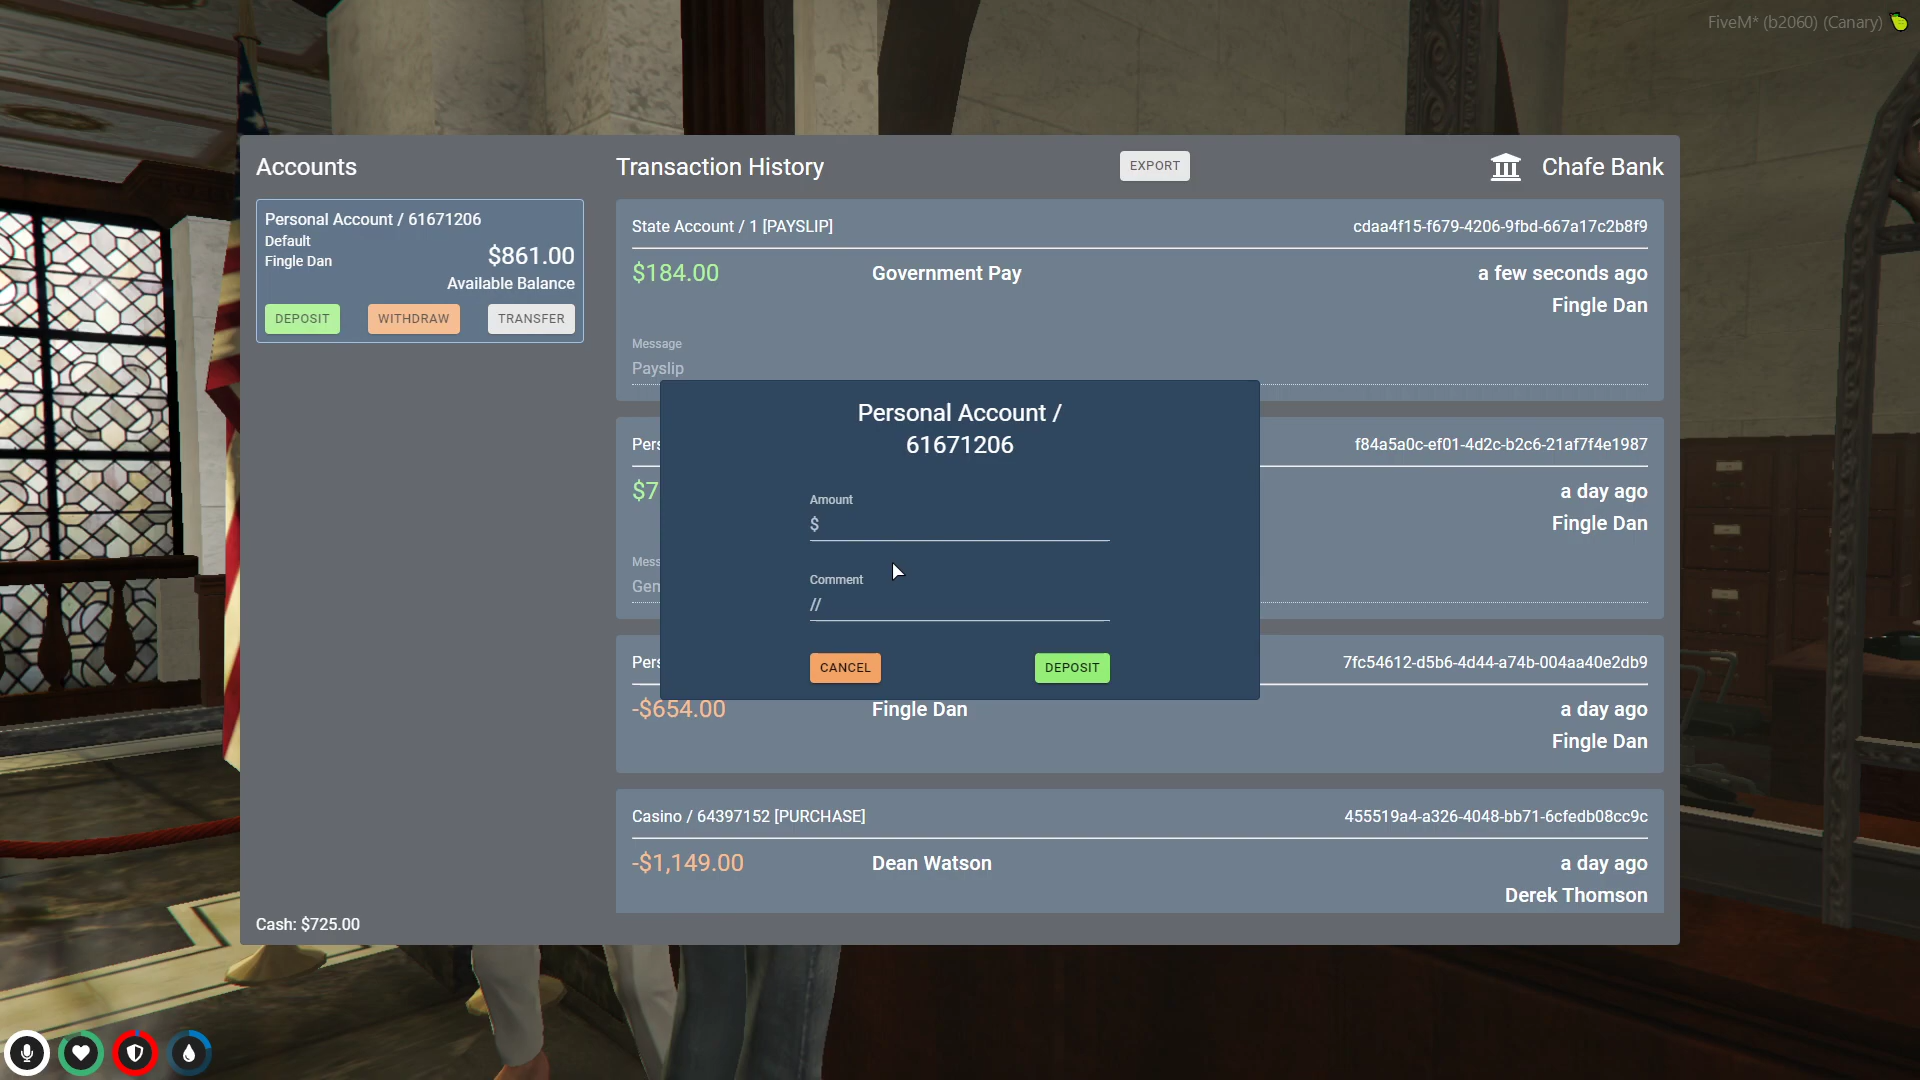 FiveM* (b2060) (Canary)
Accounts
Transaction History
EXPORT
Chafe Bank
Personal Account / 61671206
Default
Fingle Dan
$861.00
Available Balance
DEPOSIT
WITHDRAW
TRANSFER
State Account / 1 [PAYSLIP]
cdaa4f15-f679-4206-9fbd-667a17c2b8f9
$184.00
Government Pay
a few seconds ago
Fingle Dan
Message
Payslip
Pers
f84a5a0c-ef01-4d2c-b2c6-21af7f4e1987
$7
a day ago
Fingle Dan
Mess
Gen
Personal Account /
61671206
Amount
$
Comment
//
CANCEL
DEPOSIT
Pers
7fc54612-d5b6-4d44-a74b-004aa40e2db9
-$654.00
Fingle Dan
a day ago
Fingle Dan
Casino / 64397152 [PURCHASE]
455519a4-a326-4048-bb71-6cfedb08cc9c
-$1,149.00
Dean Watson
a day ago
Derek Thomson
Cash: $725.00